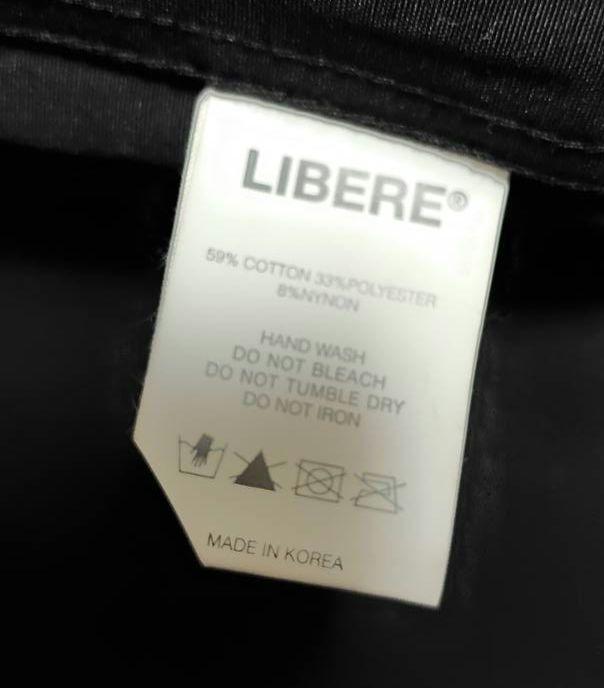 LIBERE®
59% COTTON 33%POLYESTER
8%NYNON
HAND WASH
DO NOT BLEACH
DO NOT TUMBLE DRY
DO NOT IRON
MADE IN KOREA